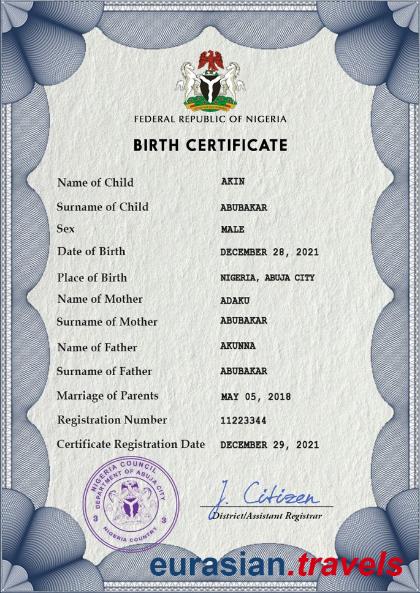 FEDERAL REPUBLIC OF NIGERIA
BIRTH CERTIFICATE
Name of Child AKIN
Surname of Child ABUBAKAR
Sex MALE
Date of Birth DECEMBER 28, 2021
Place of Birth NIGERIA, ABUJA CITY
Name of Mother ADAKU
Surname of Mother ABUBAKAR
Name of Father AKUNNA
Surname of Father ABUBAKAR
Marriage of Parents MAY 05, 2018
Registration Number 11223344
Certificate Registration Date DECEMBER 29, 2021
NIGERIA COUNCIL
DEPARTMENT OF ABUJA CITY
3 3
NIGERIA COUNTRY
J. Citizen
District/Assistant Registrar
eurasian.travels